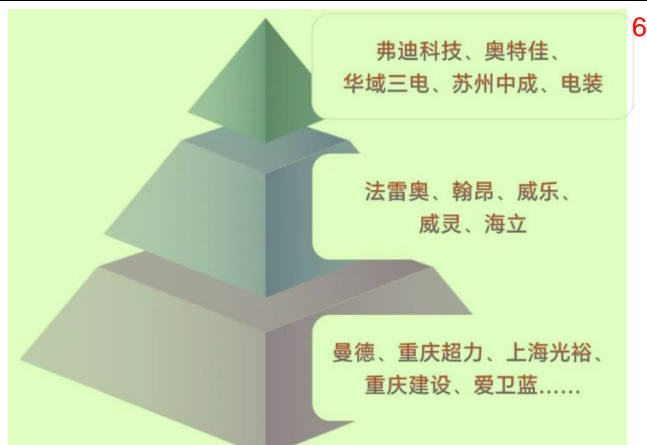 6
弗迪科技、奥特佳、
华域三电、苏州中成、电装
法雷奥、翰昂、威乐、
威灵、海立
曼德、重庆超力、上海光裕、
重庆建设、爱卫蓝……